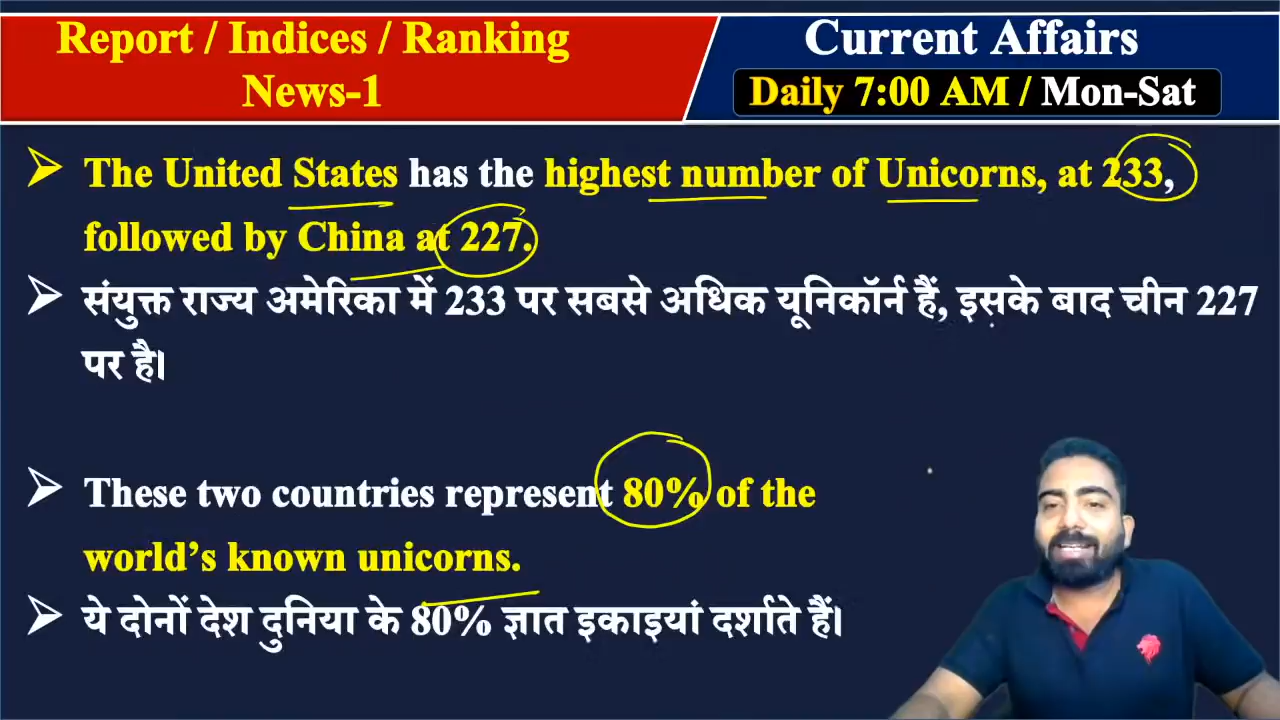 Report / Indices / Ranking
News-1
Current Affairs
Daily 7:00 AM / Mon-Sat
The United States has the highest number of Unicorns, at 233,
followed by China at 227.
संयुक्त राज्य अमेरिका में 233 पर सबसे अधिक यूनिकॉर्न हैं, इसके बाद चीन 227
पर है।
These two countries represent 80% of the
world’s known unicorns.
ये दोनों देश दुनिया के 80% ज्ञात इकाइयां दर्शाते हैं।